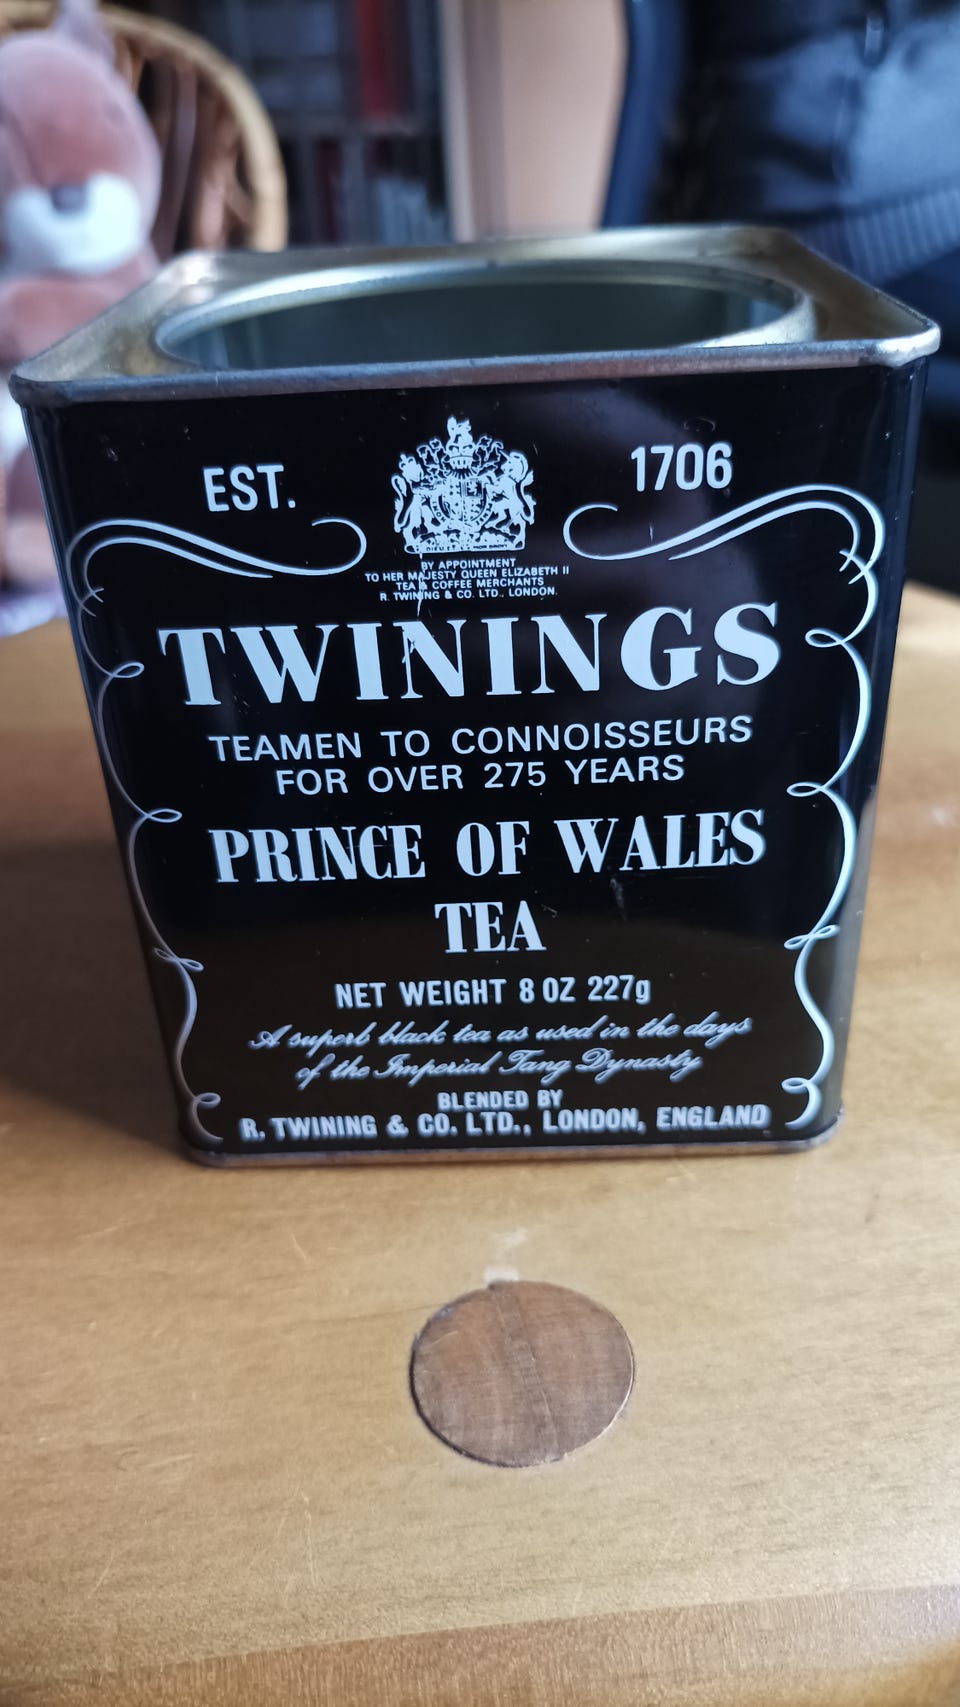 EST. 1706
BY APPOINTMENT
TO HER MAJESTY QUEEN ELIZABETH II
TEA & COFFEE MERCHANTS
R. TWINING & CO. LTD., LONDON.
TWININGS
TEAMEN TO CONNOISSEURS
FOR OVER 275 YEARS
PRINCE OF WALES
TEA
NET WEIGHT 8 OZ 227g
A superb black tea as used in the days
of the Imperial Tang Dynasty
BLENDED BY
R. TWINING & CO. LTD., LONDON, ENGLAND